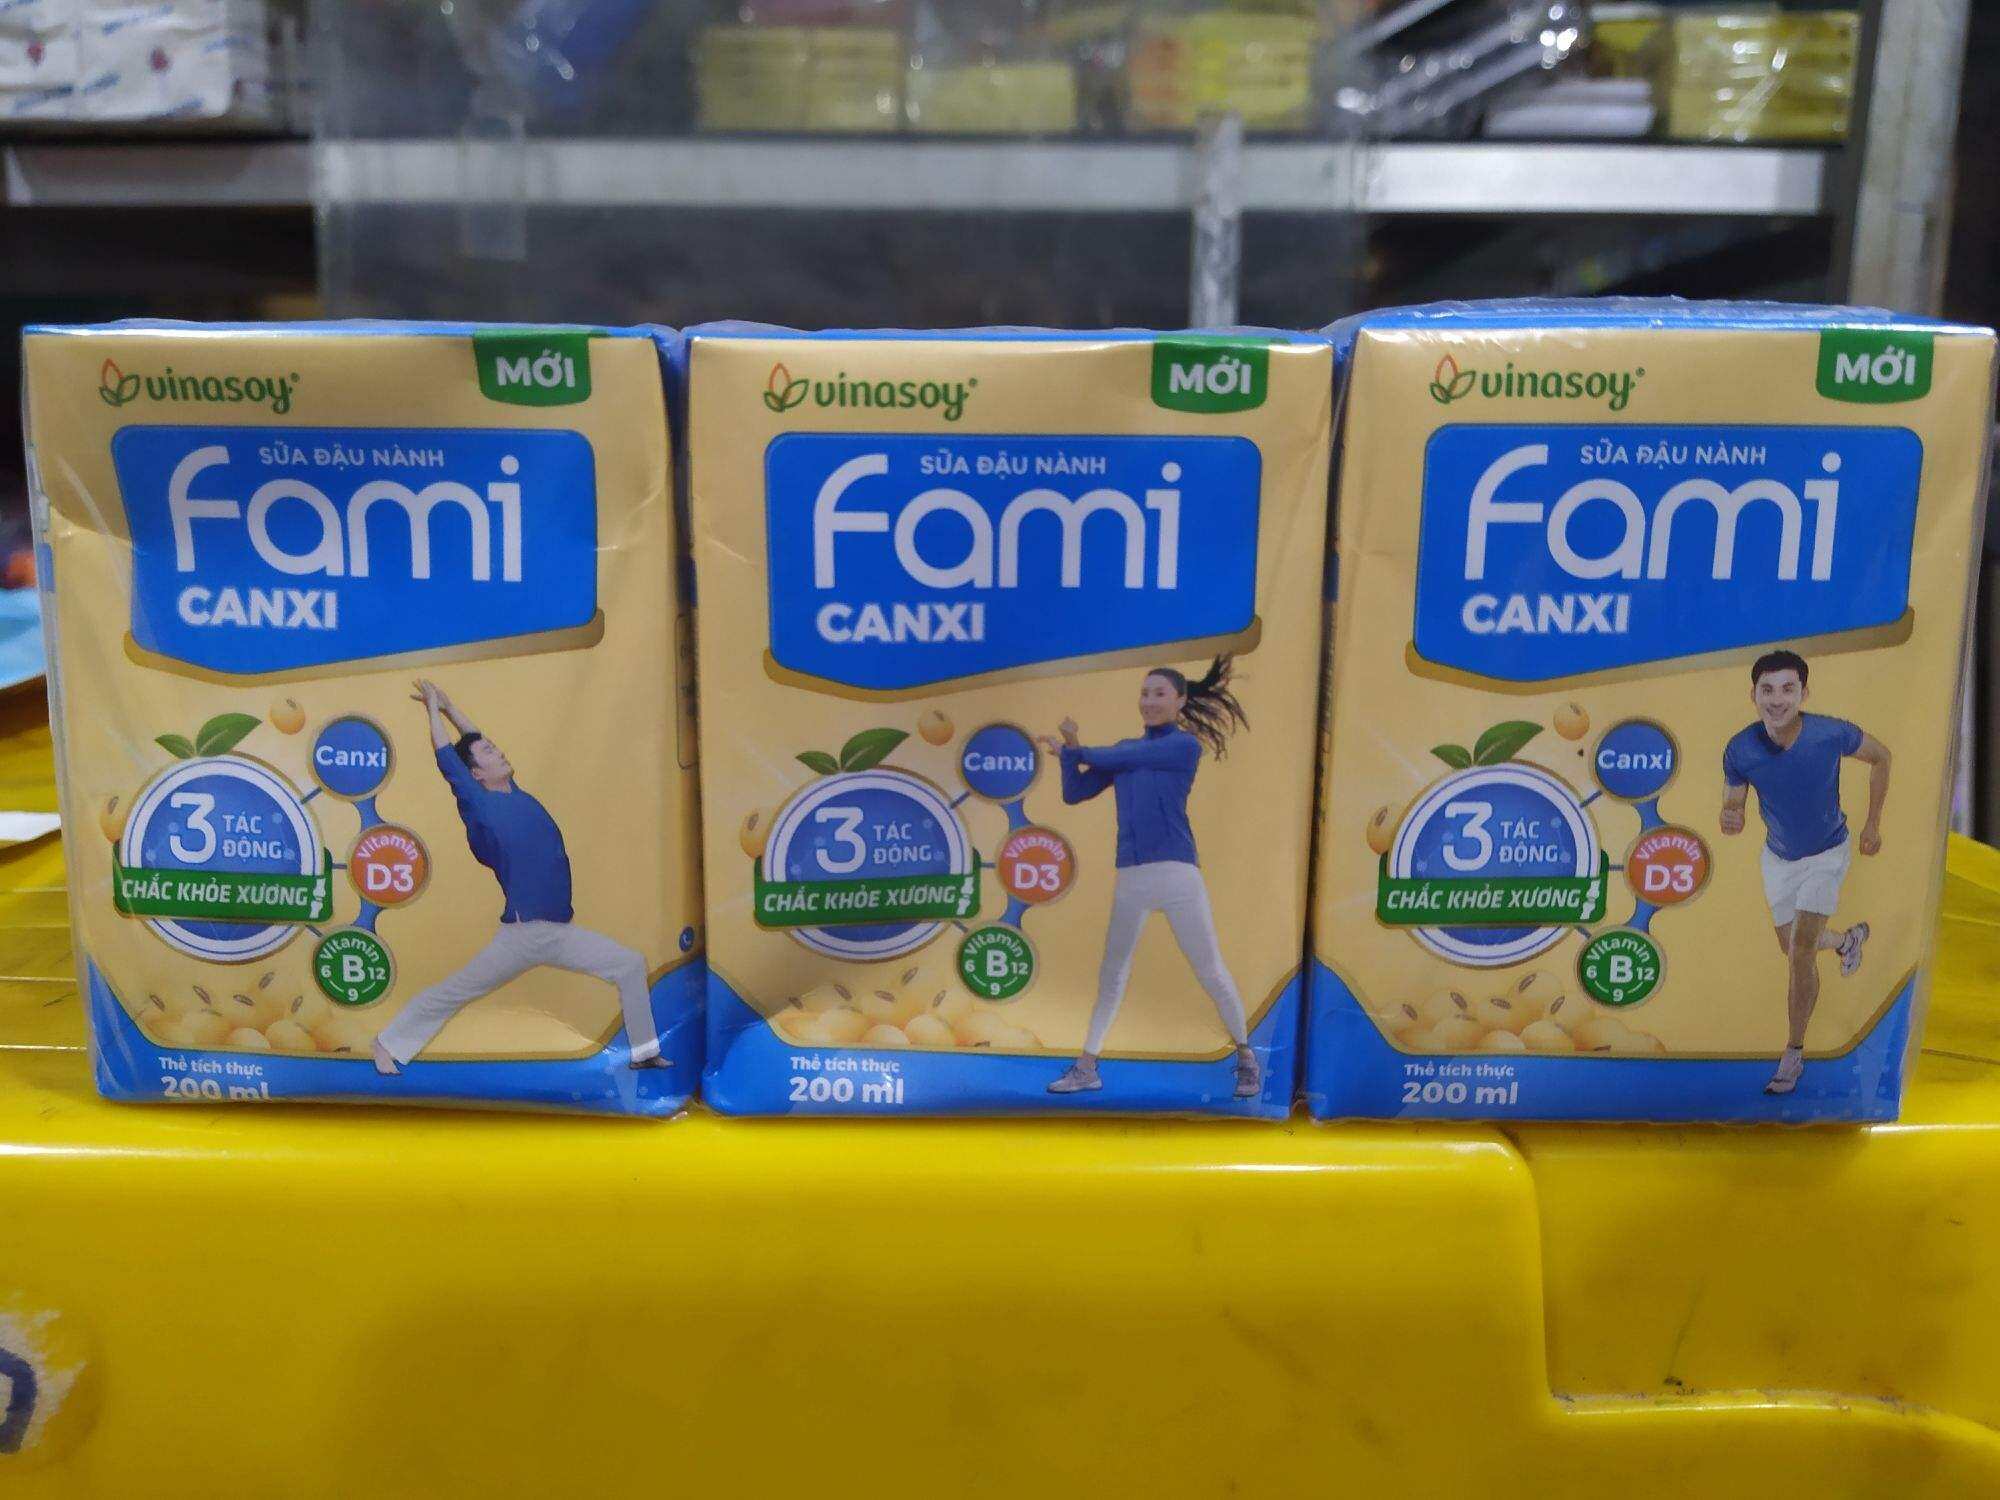 vinasoy
MỚI
SỮA ĐẬU NÀNH
Fami
CANXI
Canxi
3 TÁC
ĐỘNG
Vitamin
D3
CHẮC KHỎE XƯƠNG
Vitamin
6 B 12
9
Thể tích thực
200 ml
vinasoy
MỚI
SỮA ĐẬU NÀNH
Fami
CANXI
Canxi
3 TÁC
ĐỘNG
Vitamin
D3
CHẮC KHỎE XƯƠNG
Vitamin
6 B 12
9
Thể tích thực
200 ml
vinasoy
MỚI
SỮA ĐẬU NÀNH
Fami
CANXI
Canxi
3 TÁC
ĐỘNG
Vitamin
D3
CHẮC KHỎE XƯƠNG
Vitamin
6 B 12
9
Thể tích thực
200 ml